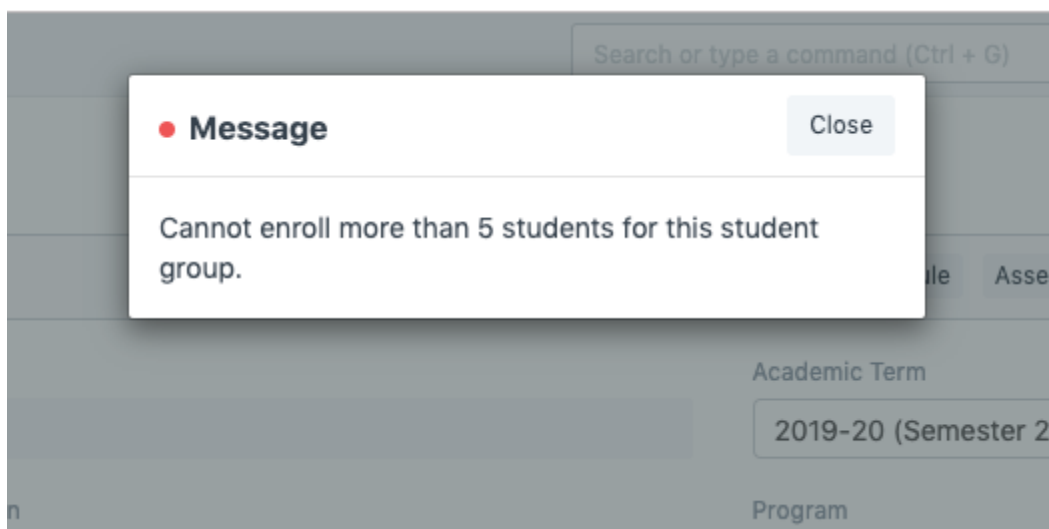 Search or type a command (Ctrl + G)
Message
Close
Cannot enroll more than 5 students for this student
group.
Academic Term
2019-20 (Semester 2
Program